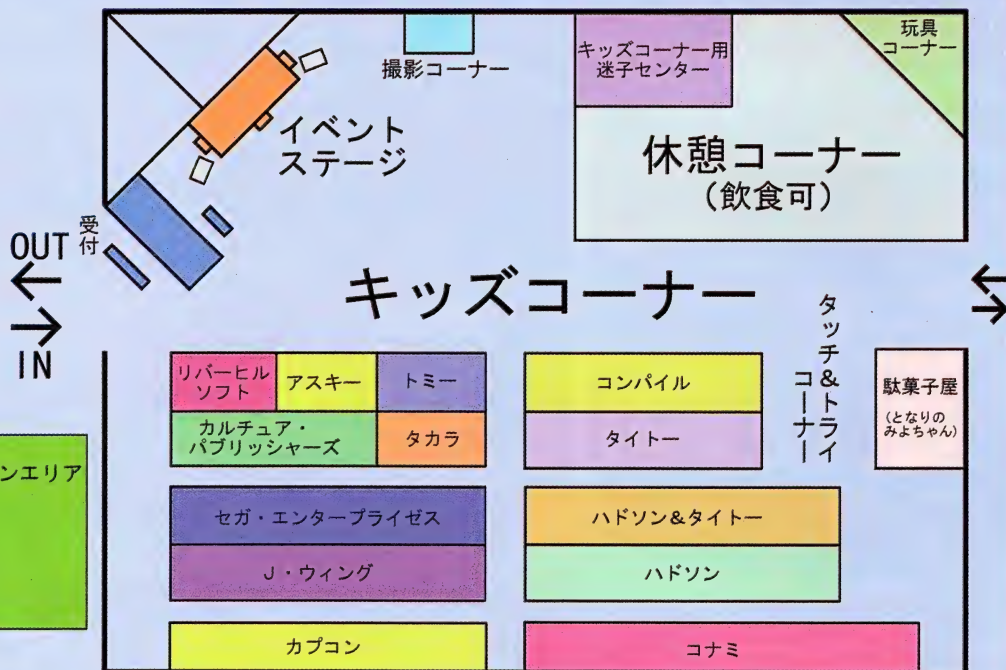 撮影コーナー
キッズコーナー用
迷子センター
玩具
コーナー
イベント
ステージ
休憩コーナー
(飲食可)
受付
OUT
IN
キッズコーナー
タッチ&トライ
コーナー
リバーヒル
ソフト
アスキー
トミー
コンパイル
駄菓子屋
(となりの
みよちゃん)
カルチュア・
パブリッシャーズ
タカラ
タイトー
ンエリア
セガ・エンタープライゼス
ハドソン&タイトー
J・ウィング
ハドソン
カプコン
コナミ